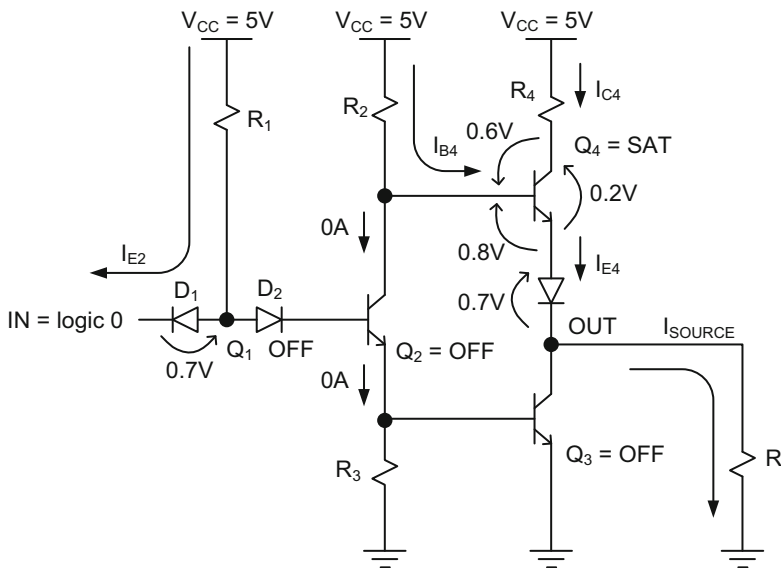 VCC = 5V
VCC = 5V
VCC = 5V
R1
R2
R4
IC4
IB4
0.6V
Q4 = SAT
0.2V
0A
0.8V
IE2
IE4
D1
D2
0.7V
IN = logic 0
OUT
ISOURCE
Q1
OFF
Q2 = OFF
0.7V
0A
R3
Q3 = OFF
R